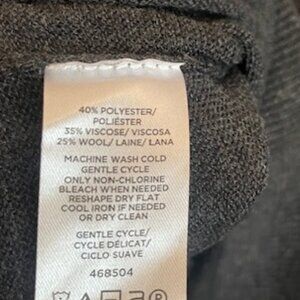 40% POLYESTER/
POLIÉSTER
35% VISCOSE/ VISCOSA
25% WOOL/ LAINE/ LANA
MACHINE WASH COLD
GENTLE CYCLE
ONLY NON-CHLORINE
BLEACH WHEN NEEDED
RESHAPE DRY FLAT
COOL IRON IF NEEDED
OR DRY CLEAN
GENTLE CYCLE/
CYCLE DÉLICAT/
CICLO SUAVE
468504